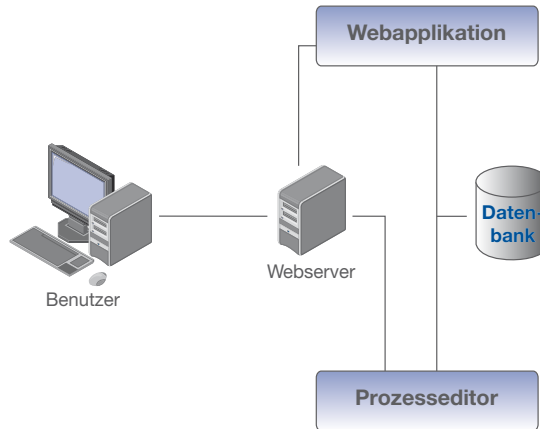 Webapplikation
Daten-
bank
Webserver
Benutzer
Prozesseditor